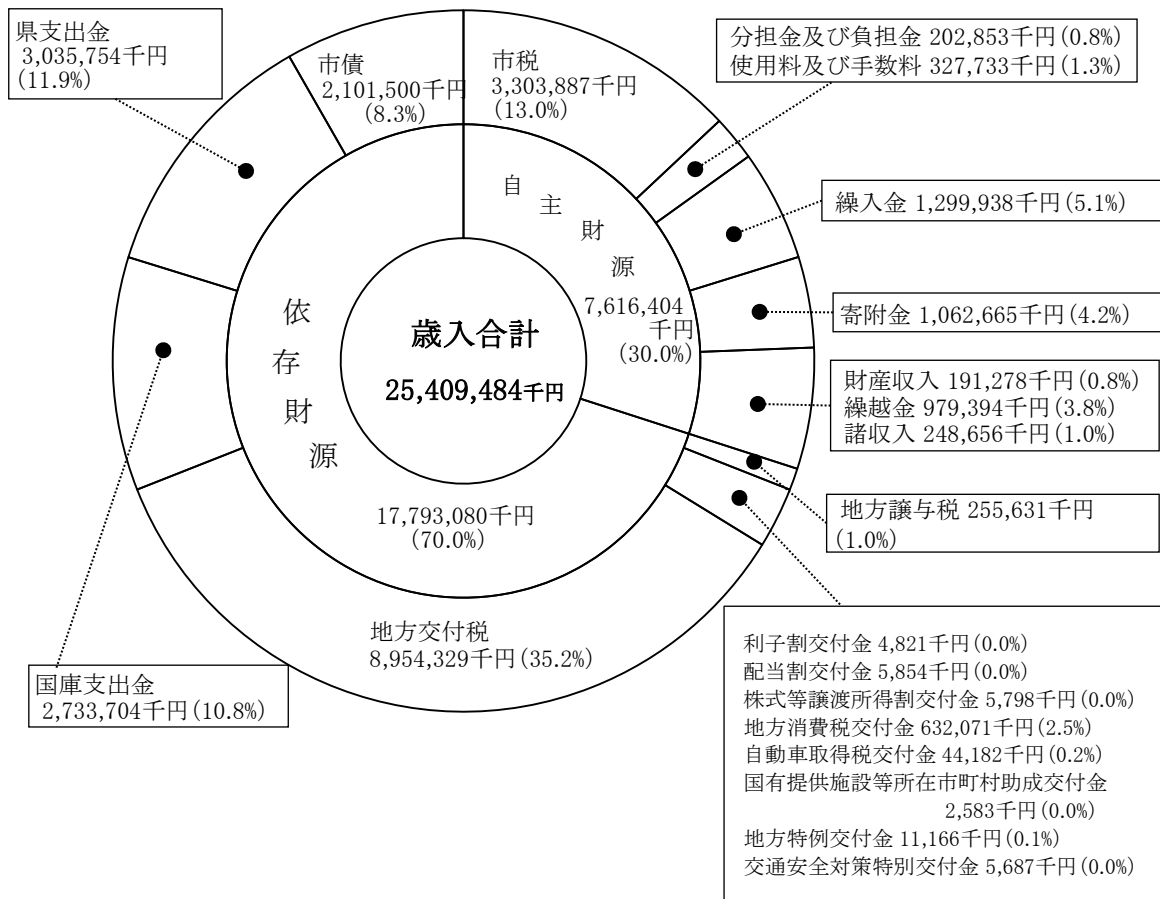 県支出金
3,035,754千円
(11.9%)
市債
2,101,500千円
(8.3%)
市税
3,303,887千円
(13.0%)
分担金及び負担金 202,853千円(0.8%)
使用料及び手数料 327,733千円(1.3%)
繰入金 1,299,938千円(5.1%)
寄附金 1,062,665千円(4.2%)
財産収入 191,278千円(0.8%)
繰越金 979,394千円(3.8%)
諸収入 248,656千円(1.0%)
地方譲与税 255,631千円
(1.0%)
自主財源
7,616,404
千円
(30.0%)
歳入合計
25,409,484千円
依存財源
17,793,080千円
(70.0%)
地方交付税
8,954,329千円(35.2%)
国庫支出金
2,733,704千円(10.8%)
利子割交付金 4,821千円(0.0%)
配当割交付金 5,854千円(0.0%)
株式等譲渡所得割交付金 5,798千円(0.0%)
地方消費税交付金 632,071千円(2.5%)
自動車取得税交付金 44,182千円(0.2%)
国有提供施設等所在市町村助成交付金
2,583千円(0.0%)
地方特例交付金 11,166千円(0.1%)
交通安全対策特別交付金 5,687千円(0.0%)